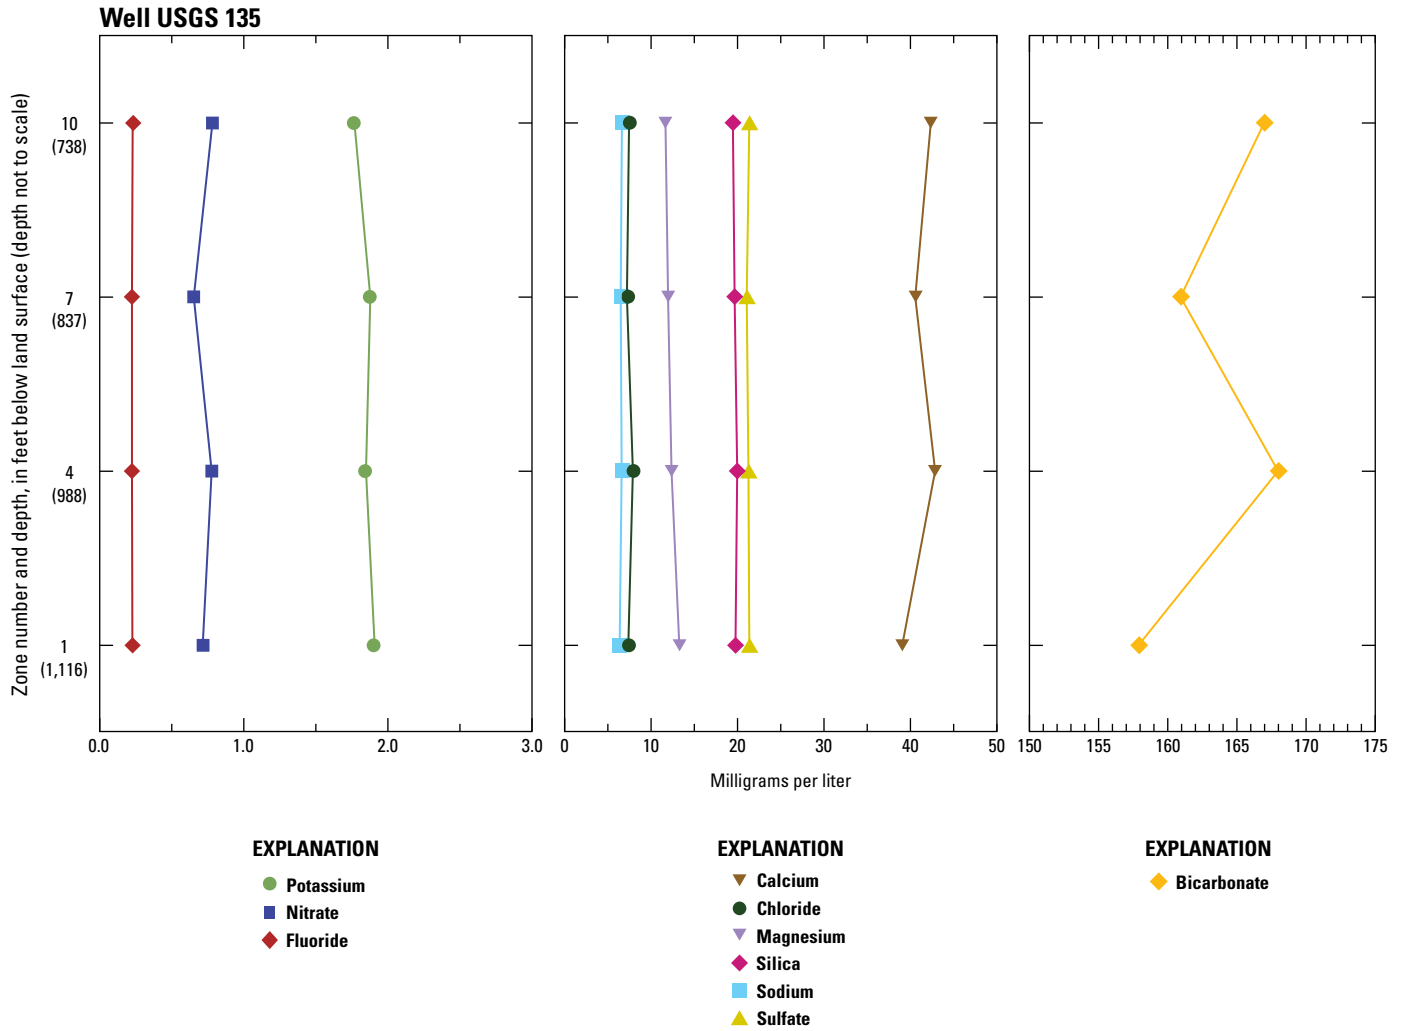 Well USGS 135
Zone number and depth, in feet below land surface (depth not to scale)
10
(738)
7
(837)
4
(988)
1
(1,116)
0.0 1.0 2.0 3.0
0 10 20 30 40 50
150 155 160 165 170 175
Milligrams per liter
EXPLANATION
Potassium
Nitrate
Fluoride
EXPLANATION
Calcium
Chloride
Magnesium
Silica
Sodium
Sulfate
EXPLANATION
Bicarbonate